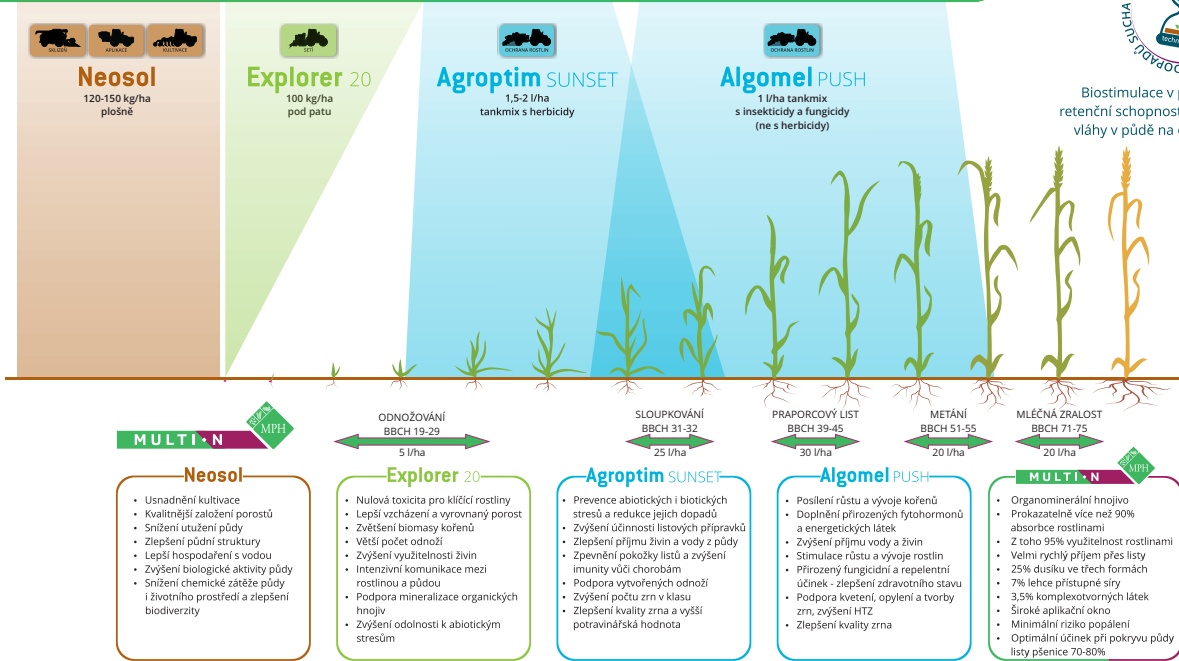 SKLIZEŇ
APLIKACE
KULTIVACE
Neosol
120-150 kg/ha
plošně
SETÍ
Explorer 20
100 kg/ha
pod patu
OCHRANA ROSTLIN
Agroptim SUNSET
1,5-2 l/ha
tankmix s herbicidy
OCHRANA ROSTLIN
Algomel PUSH
1 l/ha tankmix
s insekticidy a fungicidy
(ne s herbicidy)
OPADŮ SUCHA
techn
Biostimulace v p
retenční schopnost
vláhy v půdě na
MULTI•N
MPH
ODNOŽOVÁNÍ
BBCH 19-29
5 l/ha
SLOUPKOVÁNÍ
BBCH 31-32
25 l/ha
PRAPORCOVÝ LIST
BBCH 39-45
30 l/ha
METÁNÍ
BBCH 51-55
20 l/ha
MLÉČNÁ ZRALOST
BBCH 71-75
20 l/ha
Neosol
• Usnadnění kultivace
• Kvalitnější založení porostů
• Snížení utužení půdy
• Zlepšení půdní struktury
• Lepší hospodaření s vodou
• Zvýšení biologické aktivity půdy
• Snížení chemické zátěže půdy
i životního prostředí a zlepšení
biodiverzity
Explorer 20
• Nulová toxicita pro klíčící rostliny
• Lepší vzcházení a vyrovnaný porost
• Zvětšení biomasy kořenů
• Větší počet odnoží
• Zvýšení využitelnosti živin
• Intenzivní komunikace mezi
rostlinou a půdou
• Podpora mineralizace organických
hnojiv
• Zvýšení odolnosti k abiotickým
stresům
Agroptim SUNSET
• Prevence abiotických i biotických
stresů a redukce jejich dopadů
• Zvýšení účinnosti listových přípravků
• Zlepšení příjmu živin a vody z půdy
• Zpevnění pokožky listů a zvýšení
imunity vůči chorobám
• Podpora vytvořených odnoží
• Zvýšení počtu zrn v klasu
• Zlepšení kvality zrna a vyšší
potravinářská hodnota
Algomel PUSH
• Posílení růstu a vývoje kořenů
• Doplnění přirozených fytohormonů
a energetických látek
• Zvýšení příjmu vody a živin
• Stimulace růstu a vývoje rostlin
• Přirozený fungicidní a repelentní
účinek - zlepšení zdravotního stavu
• Podpora kvetení, opylení a tvorby
zrn, zvýšení HTZ
• Zlepšení kvality zrna
MULTI•N
MPH
• Organominerální hnojivo
• Prokazatelně více než 90%
absorbce rostlinami
• Z toho 95% využitelnost rostlinami
• Velmi rychlý příjem přes listy
• 25% dusíku ve třech formách
• 7% lehce přístupné síry
• 3,5% komplexotvorných látek
• Široké aplikační okno
• Minimální riziko popálení
• Optimální účinek při pokryvu půdy
listy pšenice 70-80%